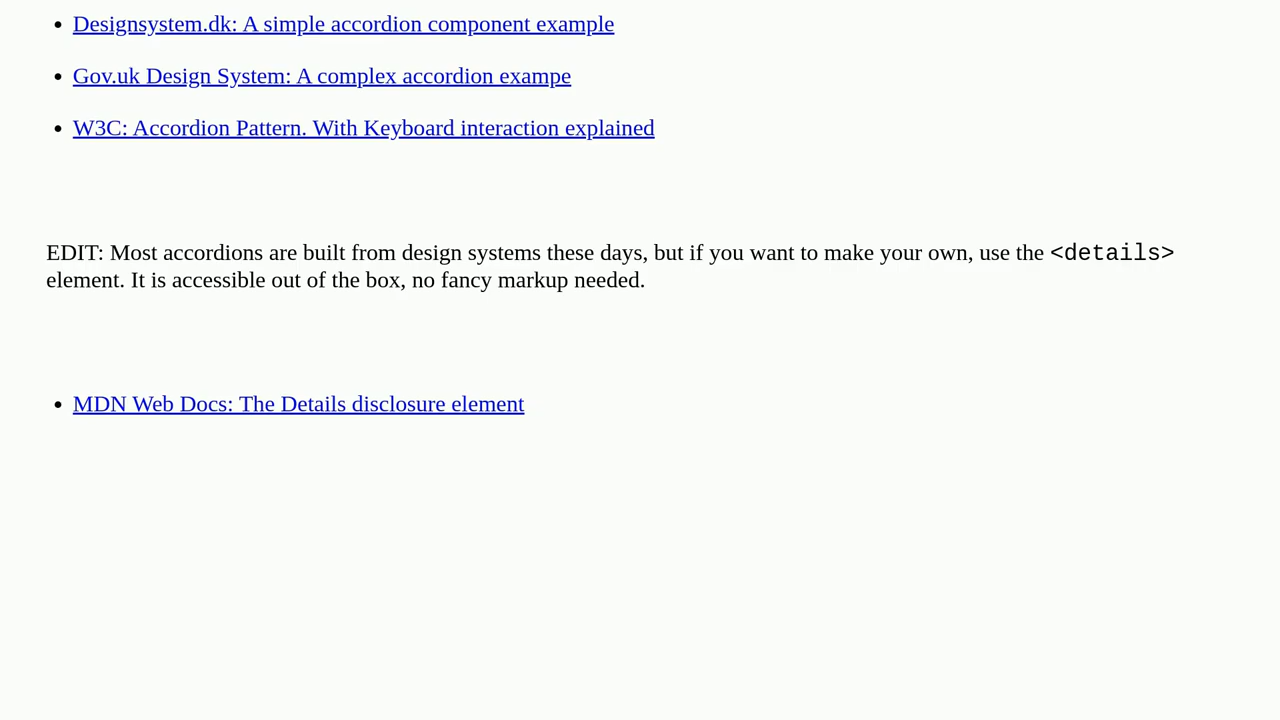 Designsystem.dk: A simple accordion component example
Gov.uk Design System: A complex accordion exampe
W3C: Accordion Pattern. With Keyboard interaction explained
EDIT: Most accordions are built from design systems these days, but if you want to make your own, use the <details>
element. It is accessible out of the box, no fancy markup needed.
MDN Web Docs: The Details disclosure element